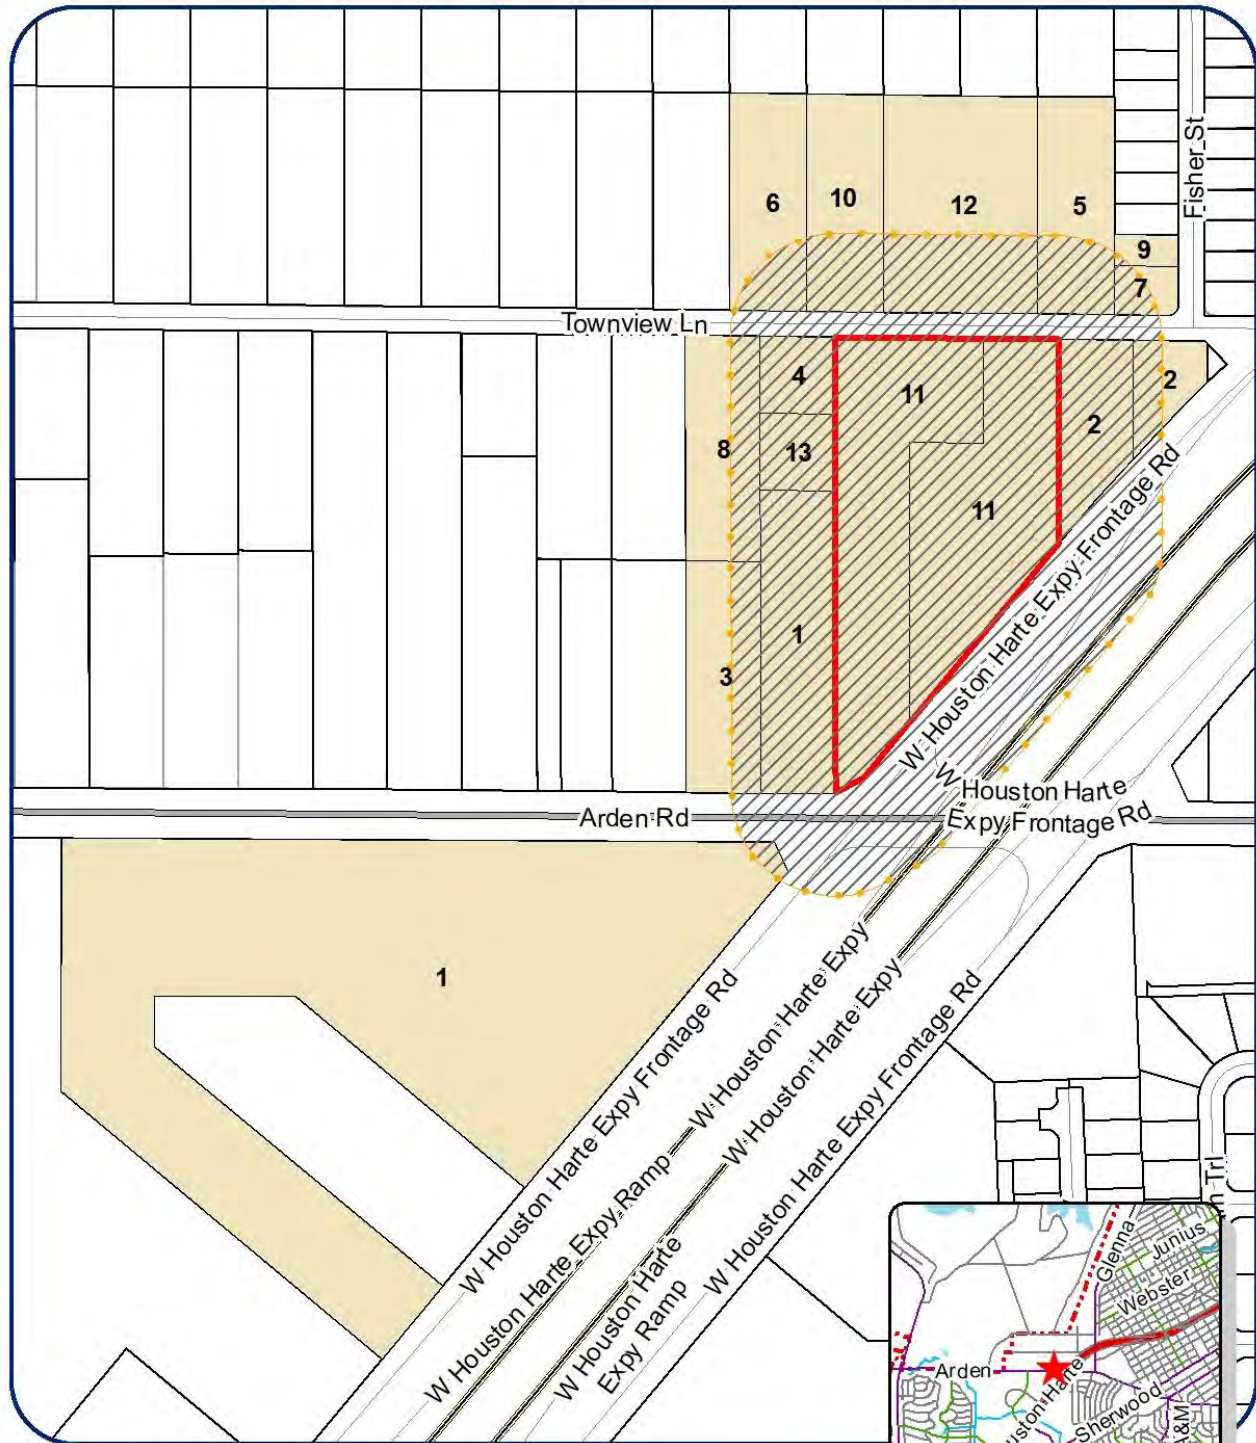 Fisher St
6
10
12
5
9
7
Townview Ln
4
11
2
2
8
13
11
1
3
W Houston Harte Expy Frontage Rd
W Houston Harte
Expy Frontage Rd
Arden Rd
1
W Houston Harte Expy Frontage Rd
W Houston Harte Expy
W Houston Harte Expy
W Houston Harte Expy Frontage Rd
W Houston Harte Expy Ramp
W Houston Harte
Expy Ramp
Trl
Glenna
Junius
Webster
Arden
uston Harte
Sherwood
A&M